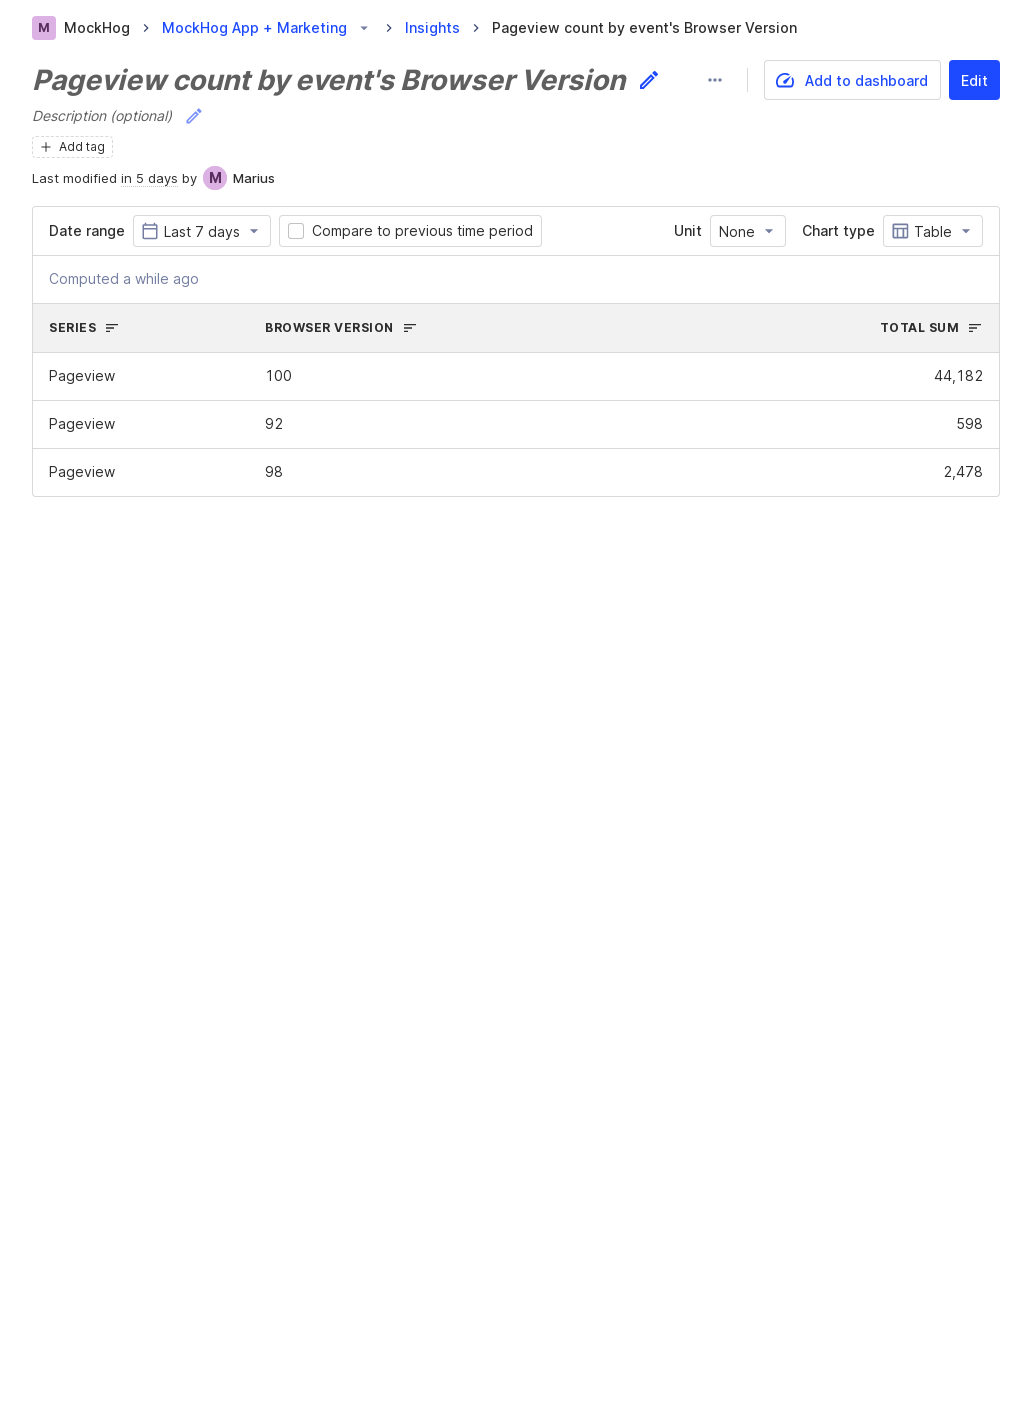 M MockHog MockHog App + Marketing Insights Pageview count by event's Browser Version
Pageview count by event's Browser Version Add to dashboard Edit
Description (optional)
Add tag
Last modified in 5 days by M Marius
Date range Last 7 days Compare to previous time period Unit None Chart type Table
Computed a while ago
SERIES BROWSER VERSION TOTAL SUM
Pageview 100 44,182
Pageview 92 598
Pageview 98 2,478